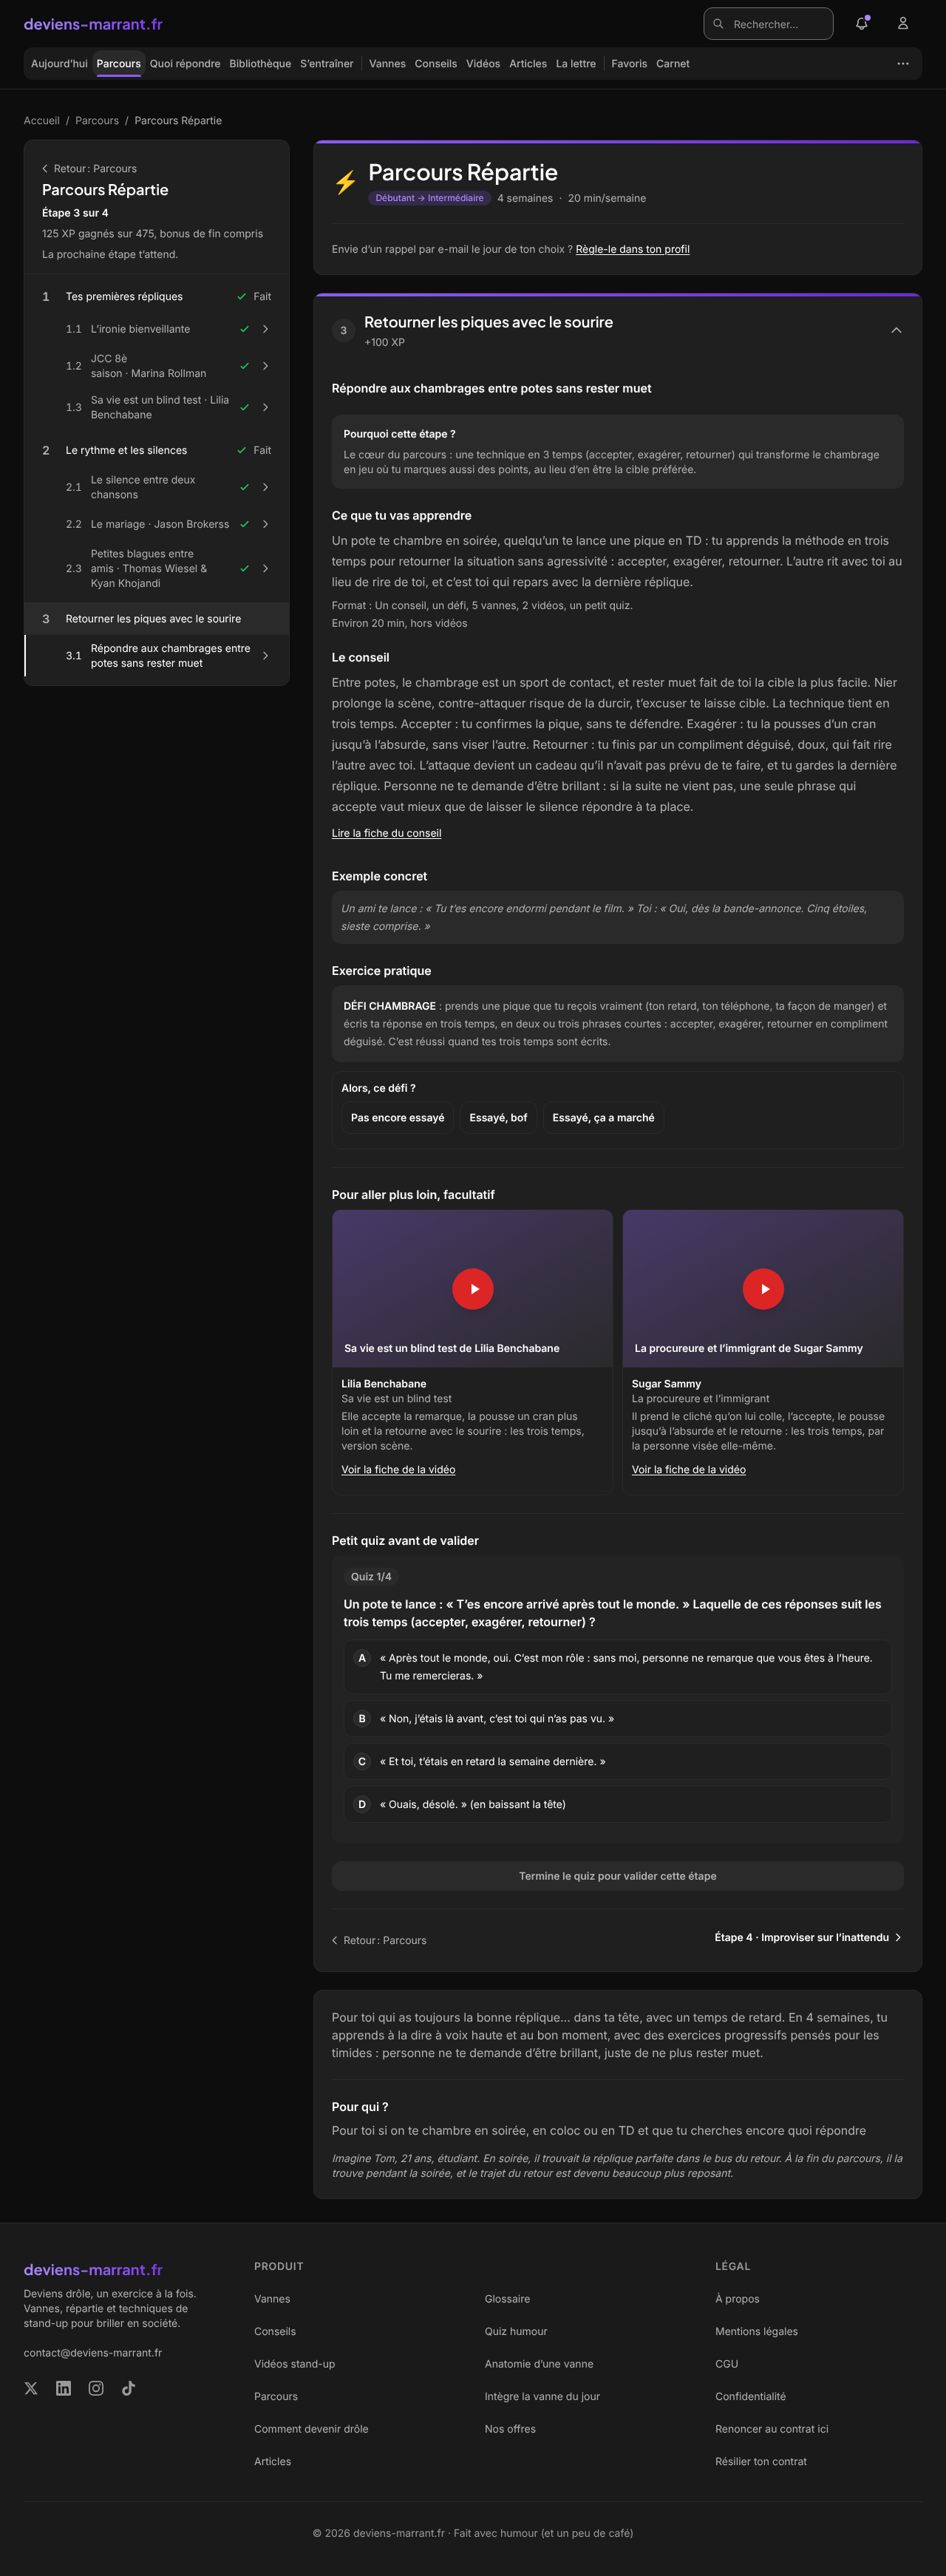 deviens-marrant.fr
Rechercher...
Aujourd’hui Parcours Quoi répondre Bibliothèque S’entraîner Vannes Conseils Vidéos Articles La lettre Favoris Carnet
Accueil / Parcours / Parcours Répartie
Retour : Parcours
Parcours Répartie
Étape 3 sur 4
125 XP gagnés sur 475, bonus de fin compris
La prochaine étape t’attend.
1 Tes premières répliques Fait
1.1 L’ironie bienveillante
1.2 JCC 8è
saison · Marina Rollman
1.3 Sa vie est un blind test · Lilia
Benchabane
2 Le rythme et les silences Fait
2.1 Le silence entre deux
chansons
2.2 Le mariage · Jason Brokerss
2.3 Petites blagues entre
amis · Thomas Wiesel &
Kyan Khojandi
3 Retourner les piques avec le sourire
3.1 Répondre aux chambrages entre
potes sans rester muet
Parcours Répartie
Débutant → Intermédiaire 4 semaines · 20 min/semaine
Envie d’un rappel par e-mail le jour de ton choix ? Règle-le dans ton profil
3 Retourner les piques avec le sourire
+100 XP
Répondre aux chambrages entre potes sans rester muet
Pourquoi cette étape ?
Le cœur du parcours : une technique en 3 temps (accepter, exagérer, retourner) qui transforme le chambrage
en jeu où tu marques aussi des points, au lieu d’en être la cible préférée.
Ce que tu vas apprendre
Un pote te chambre en soirée, quelqu’un te lance une pique en TD : tu apprends la méthode en trois
temps pour retourner la situation sans agressivité : accepter, exagérer, retourner. L’autre rit avec toi au
lieu de rire de toi, et c’est toi qui repars avec la dernière réplique.
Format : Un conseil, un défi, 5 vannes, 2 vidéos, un petit quiz.
Environ 20 min, hors vidéos
Le conseil
Entre potes, le chambrage est un sport de contact, et rester muet fait de toi la cible la plus facile. Nier
prolonge la scène, contre-attaquer risque de la durcir, t’excuser te laisse cible. La technique tient en
trois temps. Accepter : tu confirmes la pique, sans te défendre. Exagérer : tu la pousses d’un cran
jusqu’à l’absurde, sans viser l’autre. Retourner : tu finis par un compliment déguisé, doux, qui fait rire
l’autre avec toi. L’attaque devient un cadeau qu’il n’avait pas prévu de te faire, et tu gardes la dernière
réplique. Personne ne te demande d’être brillant : si la suite ne vient pas, une seule phrase qui
accepte vaut mieux que de laisser le silence répondre à ta place.
Lire la fiche du conseil
Exemple concret
Un ami te lance : « Tu t’es encore endormi pendant le film. » Toi : « Oui, dès la bande-annonce. Cinq étoiles,
sieste comprise. »
Exercice pratique
DÉFI CHAMBRAGE : prends une pique que tu reçois vraiment (ton retard, ton téléphone, ta façon de manger) et
écris ta réponse en trois temps, en deux ou trois phrases courtes : accepter, exagérer, retourner en compliment
déguisé. C’est réussi quand tes trois temps sont écrits.
Alors, ce défi ?
Pas encore essayé Essayé, bof Essayé, ça a marché
Pour aller plus loin, facultatif
Sa vie est un blind test de Lilia Benchabane
Lilia Benchabane
Sa vie est un blind test
Elle accepte la remarque, la pousse un cran plus
loin et la retourne avec le sourire : les trois temps,
version scène.
Voir la fiche de la vidéo
La procureure et l’immigrant de Sugar Sammy
Sugar Sammy
La procureure et l’immigrant
Il prend le cliché qu’on lui colle, l’accepte, le pousse
jusqu’à l’absurde et le retourne : les trois temps, par
la personne visée elle-même.
Voir la fiche de la vidéo
Petit quiz avant de valider
Quiz 1/4
Un pote te lance : « T’es encore arrivé après tout le monde. » Laquelle de ces réponses suit les
trois temps (accepter, exagérer, retourner) ?
A « Après tout le monde, oui. C’est mon rôle : sans moi, personne ne remarque que vous êtes à l’heure.
Tu me remercieras. »
B « Non, j’étais là avant, c’est toi qui n’as pas vu. »
C « Et toi, t’étais en retard la semaine dernière. »
D « Ouais, désolé. » (en baissant la tête)
Termine le quiz pour valider cette étape
Retour : Parcours
Étape 4 · Improviser sur l’inattendu
Pour toi qui as toujours la bonne réplique... dans ta tête, avec un temps de retard. En 4 semaines, tu
apprends à la dire à voix haute et au bon moment, avec des exercices progressifs pensés pour les
timides : personne ne te demande d’être brillant, juste de ne plus rester muet.
Pour qui ?
Pour toi si on te chambre en soirée, en coloc ou en TD et que tu cherches encore quoi répondre
Imagine Tom, 21 ans, étudiant. En soirée, il trouvait la réplique parfaite dans le bus du retour. À la fin du parcours, il la
trouve pendant la soirée, et le trajet du retour est devenu beaucoup plus reposant.
deviens-marrant.fr
Deviens drôle, un exercice à la fois.
Vannes, répartie et techniques de
stand-up pour briller en société.
contact@deviens-marrant.fr
PRODUIT
Vannes
Conseils
Vidéos stand-up
Parcours
Comment devenir drôle
Articles
Glossaire
Quiz humour
Anatomie d’une vanne
Intègre la vanne du jour
Nos offres
LÉGAL
À propos
Mentions légales
CGU
Confidentialité
Renoncer au contrat ici
Résilier ton contrat
© 2026 deviens-marrant.fr · Fait avec humour (et un peu de café)